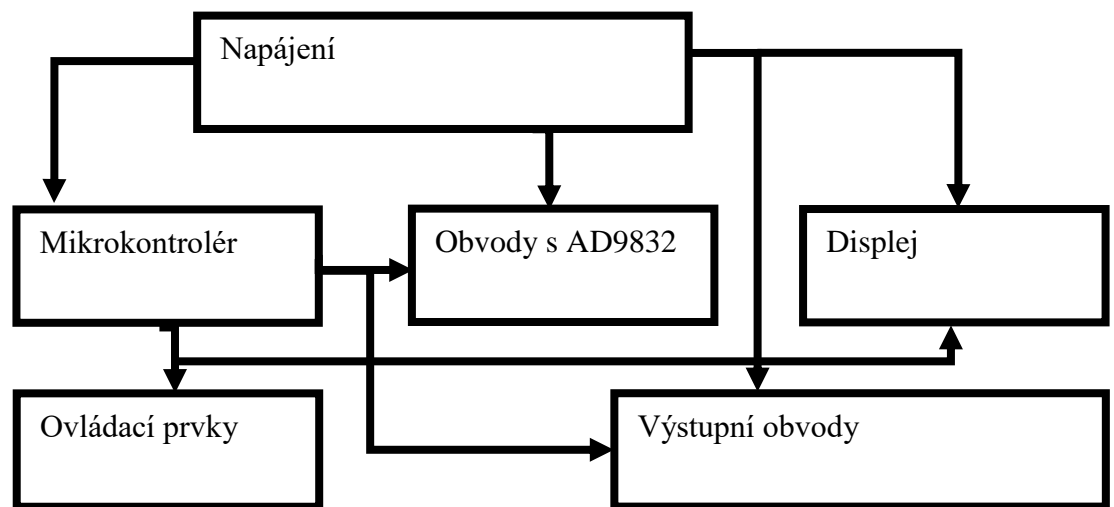 Napájení
Mikrokontrolér
Obvody s AD9832
Displej
Ovládací prvky
Výstupní obvody